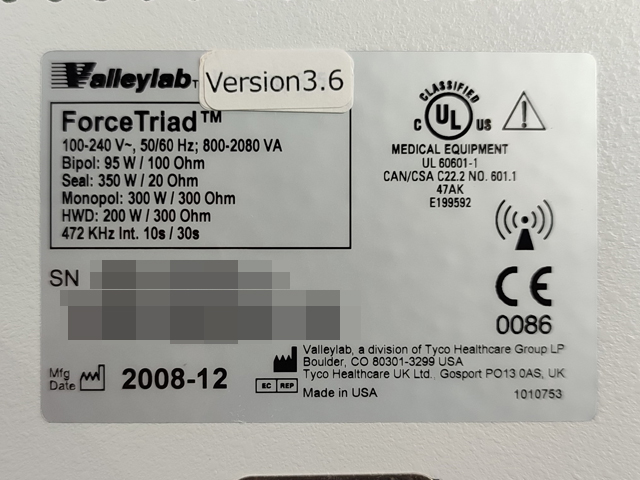 Valleylab
Version3.6
ForceTriad™
100-240 V~, 50/60 Hz; 800-2080 VA
Bipol: 95 W / 100 Ohm
Seal: 350 W / 20 Ohm
Monopol: 300 W / 300 Ohm
HWD: 200 W / 300 Ohm
472 KHz Int. 10s / 30s
CLASSIFIED
C UL US
MEDICAL EQUIPMENT
UL 60601-1
CAN/CSA C22.2 NO. 601.1
47AK
E199592
SN
CE
0086
Mfg
Date
2008-12
Valleylab, a division of Tyco Healthcare Group LP
Boulder, CO 80301-3299 USA
EC REP
Tyco Healthcare UK Ltd. Gosport PO13 0AS, UK
Made in USA
1010753